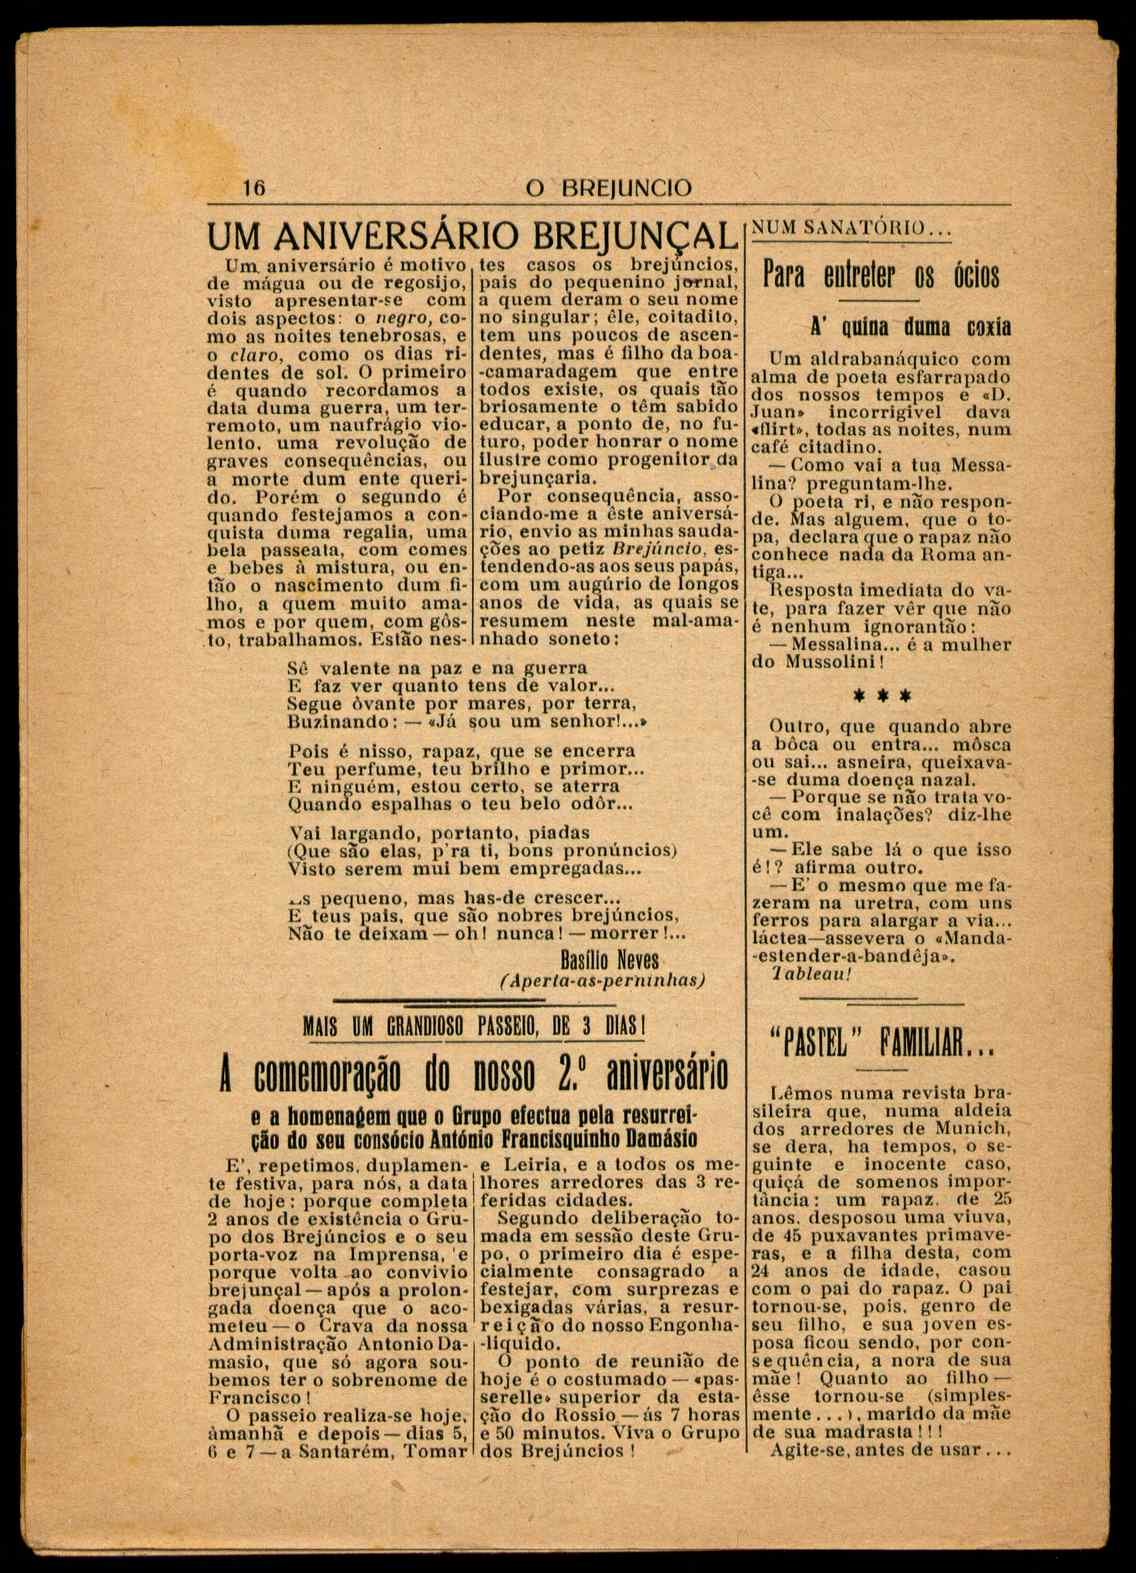 16
O BREJUNCIO
UM ANIVERSÁRIO BREJUNÇAL
Um aniversário é motivo
de mágua ou de regosijo,
visto apresentar-se com
dois aspectos: o negro, co-
mo as noites tenebrosas, e
o claro, como os dias ri-
dentes de sol. O primeiro
é quando recordamos a
data duma guerra, um ter-
remoto, um naufrágio vio-
lento, uma revolução de
graves consequências, ou
a morte dum ente queri-
do. Porém o segundo é
quando festejamos a con-
quista duma regalia, uma
bela passeata, com comes
e bebes à mistura, ou en-
tão o nascimento dum fi-
lho, a quem muito ama-
mos e por quem, com gôs-
to, trabalhamos. Estão nes-
tes casos os brejúncios,
pais do pequenino jornal,
a quem deram o seu nome
no singular; êle, coitadito,
tem uns poucos de ascen-
dentes, mas é filho da boa-
-camaradagem que entre
todos existe, os quais tão
briosamente o têm sabido
educar, a ponto de, no fu-
turo, poder honrar o nome
ilustre como progenitor da
brejunçaria.
Por consequência, asso-
ciando-me a êste aniversá-
rio, envio as minhas sauda-
ções ao petiz Brejúncio, es-
tendendo-as aos seus papás,
com um augúrio de longos
anos de vida, as quais se
resumem neste mal-ama-
nhado soneto:
Sê valente na paz e na guerra
E faz ver quanto tens de valor...
Segue ôvante por mares, por terra,
Buzinando: — «Já sou um senhor!...»
Pois é nisso, rapaz, que se encerra
Teu perfume, teu brilho e primor...
E ninguém, estou certo, se aterra
Quando espalhas o teu belo odôr...
Vai largando, portanto, piadas
(Que são elas, p'ra ti, bons pronúncios)
Visto serem mui bem empregadas...
pequeno, mas has-de crescer...
E teus pais, que são nobres brejúncios,
Não te deixam — oh! nunca! — morrer!...
Basílio Neves
(Aperta-as-perninhas)
MAIS UM GRANDIOSO PASSEIO, DE 3 DIAS!
A comemoração do nosso 2.º aniversário
e a homenagem que o Grupo efectua pela resurrei-
ção do seu consócio António Francisquinho Damásio
E', repetimos, duplamen-
te festiva, para nós, a data
de hoje: porque completa
2 anos de existência o Gru-
po dos Brejúncios e o seu
porta-voz na Imprensa, e
porque volta ao convivio
brejunçal — após a prolon-
gada doença que o aco-
meteu — o Crava da nossa
Administração Antonio Da-
masio, que só agora sou-
bemos ter o sobrenome de
Francisco!
O passeio realiza-se hoje,
àmanhã e depois — dias 5,
6 e 7 — a Santarém, Tomar
e Leiria, e a todos os me-
lhores arredores das 3 re-
feridas cidades.
Segundo deliberação to-
mada em sessão deste Gru-
po, o primeiro dia é espe-
cialmente consagrado a
festejar, com surprezas e
bexigadas várias, a resur-
reição do nosso Engonha-
-liquido.
O ponto de reunião de
hoje é o costumado — «pas-
serelle» superior da esta-
ção do Rossio — ás 7 horas
e 50 minutos. Viva o Grupo
dos Brejúncios!
NUM SANATÓRIO...
Para entreter os ócios
A' quina duma coxia
Um aldrabanáquico com
alma de poeta esfarrapado
dos nossos tempos e «D.
Juan» incorrigivel dava
«flirt», todas as noites, num
café citadino.
— Como vai a tua Messa-
lina? preguntam-lhe.
O poeta ri, e não respon-
de. Mas alguem, que o to-
pa, declara que o rapaz não
conhece nada da Roma an-
tiga...
Resposta imediata do va-
te, para fazer vêr que não
é nenhum ignorantão:
— Messalina... é a mulher
do Mussolini!
* * *
Outro, que quando abre
a bôca ou entra... môsca
ou sai... asneira, queixava-
-se duma doença nazal.
— Porque se não trata vo-
cê com inalações? diz-lhe
um.
— Ele sabe lá o que isso
é!? afirma outro.
— E' o mesmo que me fa-
zeram na uretra, com uns
ferros para alargar a via...
láctea—assevera o «Manda-
-estender-a-bandêja».
Tableau!
"PASTEL" FAMILIAR...
Lêmos numa revista bra-
sileira que, numa aldeia
dos arredores de Munich,
se dera, ha tempos, o se-
guinte e inocente caso,
quiçá de somenos impor-
tância: um rapaz, de 25
anos, desposou uma viuva,
de 45 puxavantes primave-
ras, e a filha desta, com
24 anos de idade, casou
com o pai do rapaz. O pai
tornou-se, pois, genro de
seu filho, e sua joven es-
posa ficou sendo, por con-
sequência, a nora de sua
mãe! Quanto ao filho —
êsse tornou-se (simples-
mente...), marido da mãe
de sua madrasta!!!
Agite-se, antes de usar...